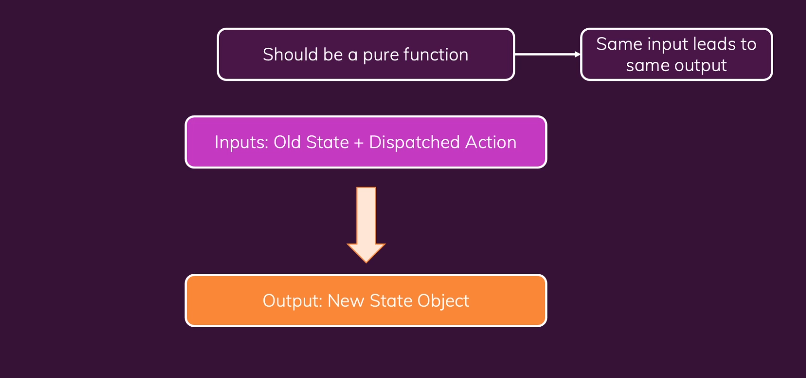 Should be a pure function
Same input leads to
same output
Inputs: Old State + Dispatched Action
Output: New State Object